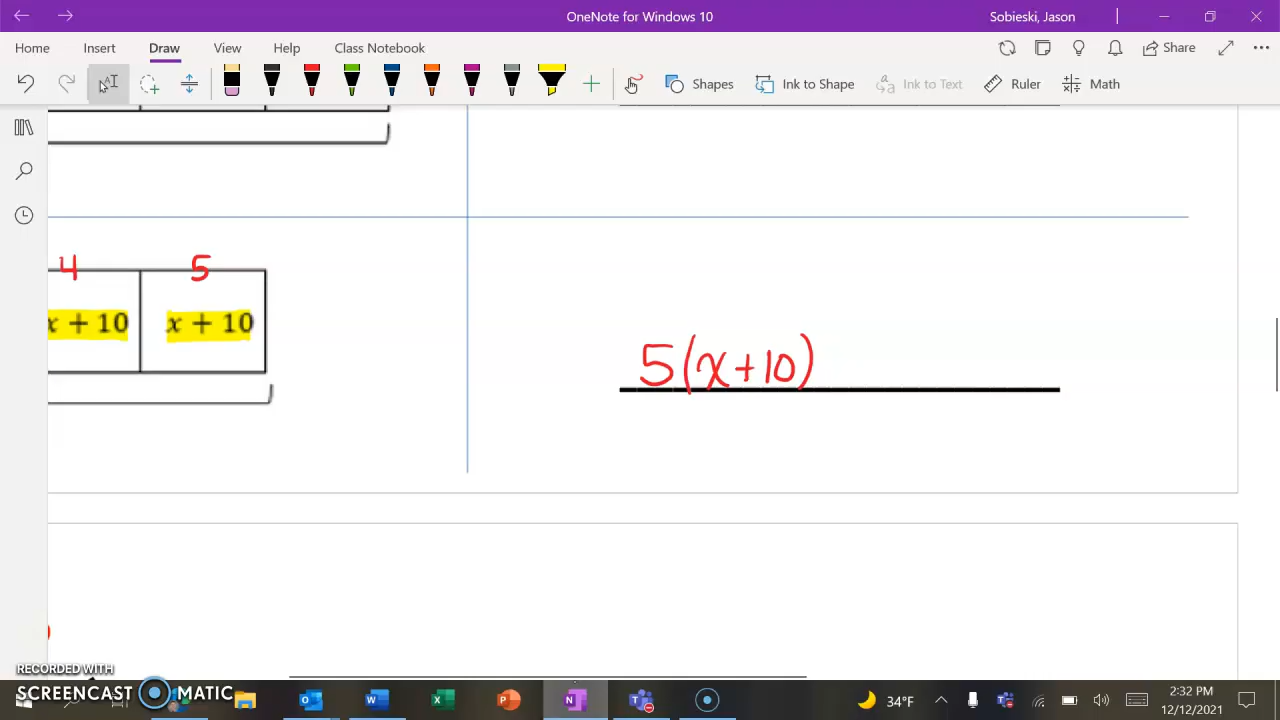 OneNote for Windows 10
Sobieski, Jason
Home Insert Draw View Help Class Notebook Share
Shapes Ink to Shape Ink to Text Ruler Math
4 5
x + 10 x + 10
5(x+10)
RECORDED WITH
SCREENCAST MATIC
34°F
2:32 PM
12/12/2021